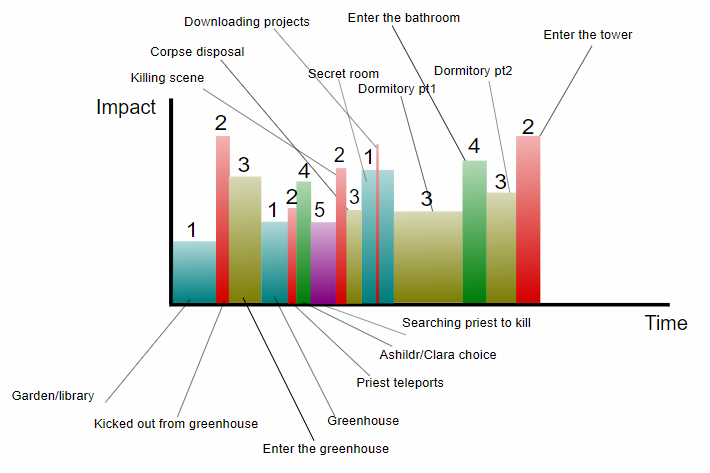 Downloading projects
Enter the bathroom
Enter the tower
Corpse disposal
Killing scene
Secret room
Dormitory pt1
Dormitory pt2
Impact
1
2
3
1
2
4
5
2
3
1
3
4
3
2
Time
Searching priest to kill
Ashildr/Clara choice
Priest teleports
Garden/library
Kicked out from greenhouse
Greenhouse
Enter the greenhouse